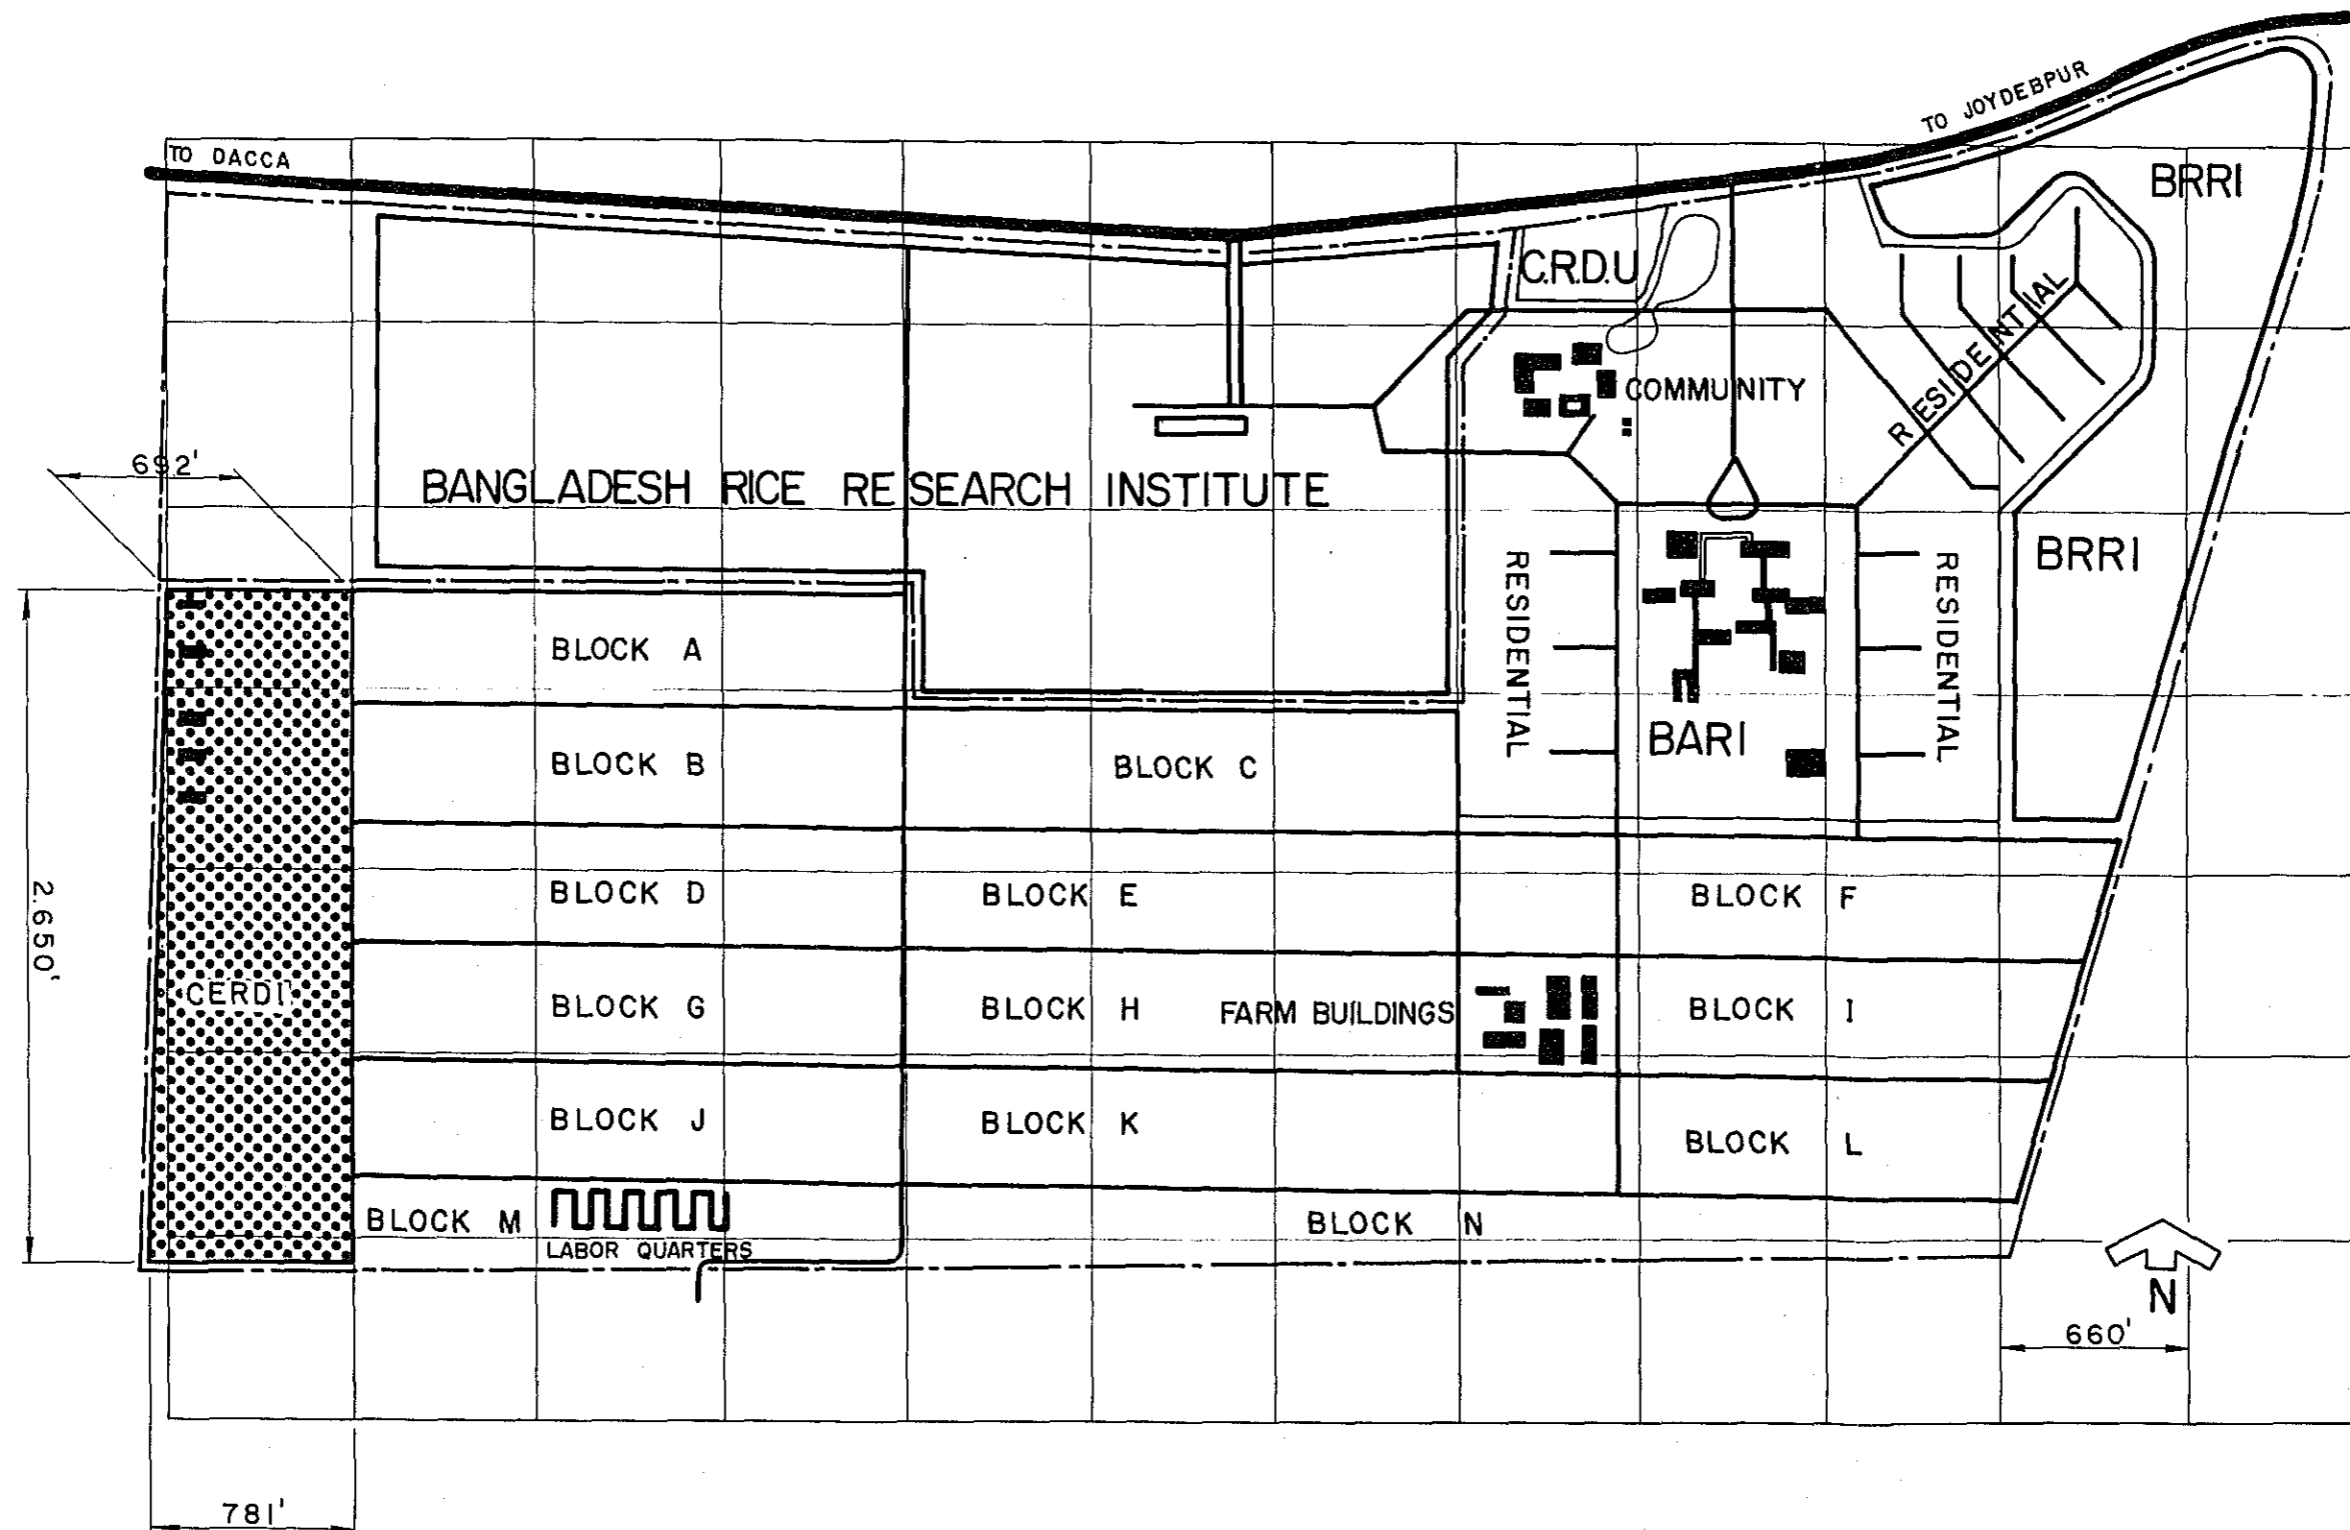 TO JOYDEBPUR
TO DACCA
BRRI
C.R.D.U
RESIDENTIAL
COMMUNITY
692'
BANGLADESH RICE RESEARCH INSTITUTE
BRRI
RESIDENTIAL
RESIDENTIAL
BLOCK A
BARI
BLOCK B
BLOCK C
2.650'
BLOCK D
BLOCK E
BLOCK F
CERDI
BLOCK G
BLOCK H
FARM BUILDINGS
BLOCK I
BLOCK J
BLOCK K
BLOCK L
BLOCK M
LABOR QUARTERS
BLOCK N
N
660'
781'